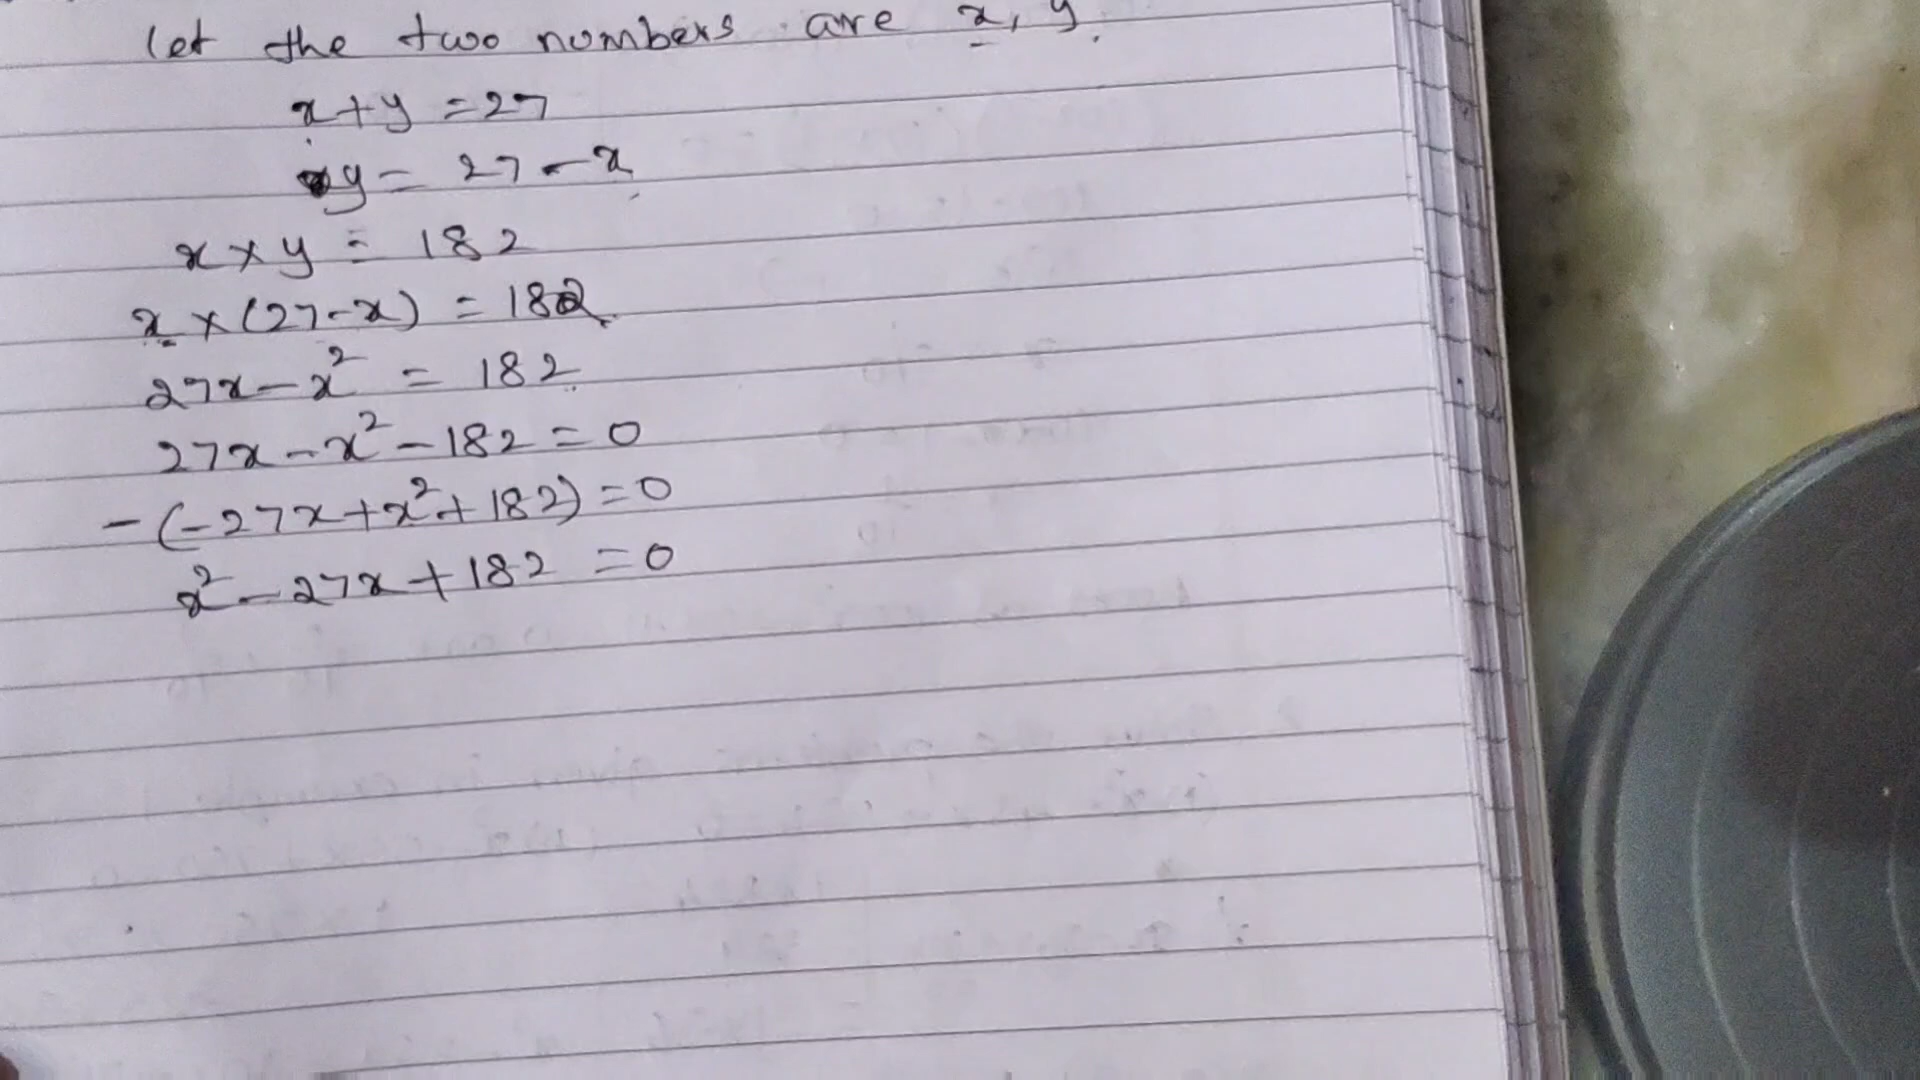 let the two numbers are x, y.
x+y = 27
y = 27 - x
x × y = 182
x × (27-x) = 182
27x - x² = 182
27x - x² - 182 = 0
-(-27x + x² + 182) = 0
x² - 27x + 182 = 0